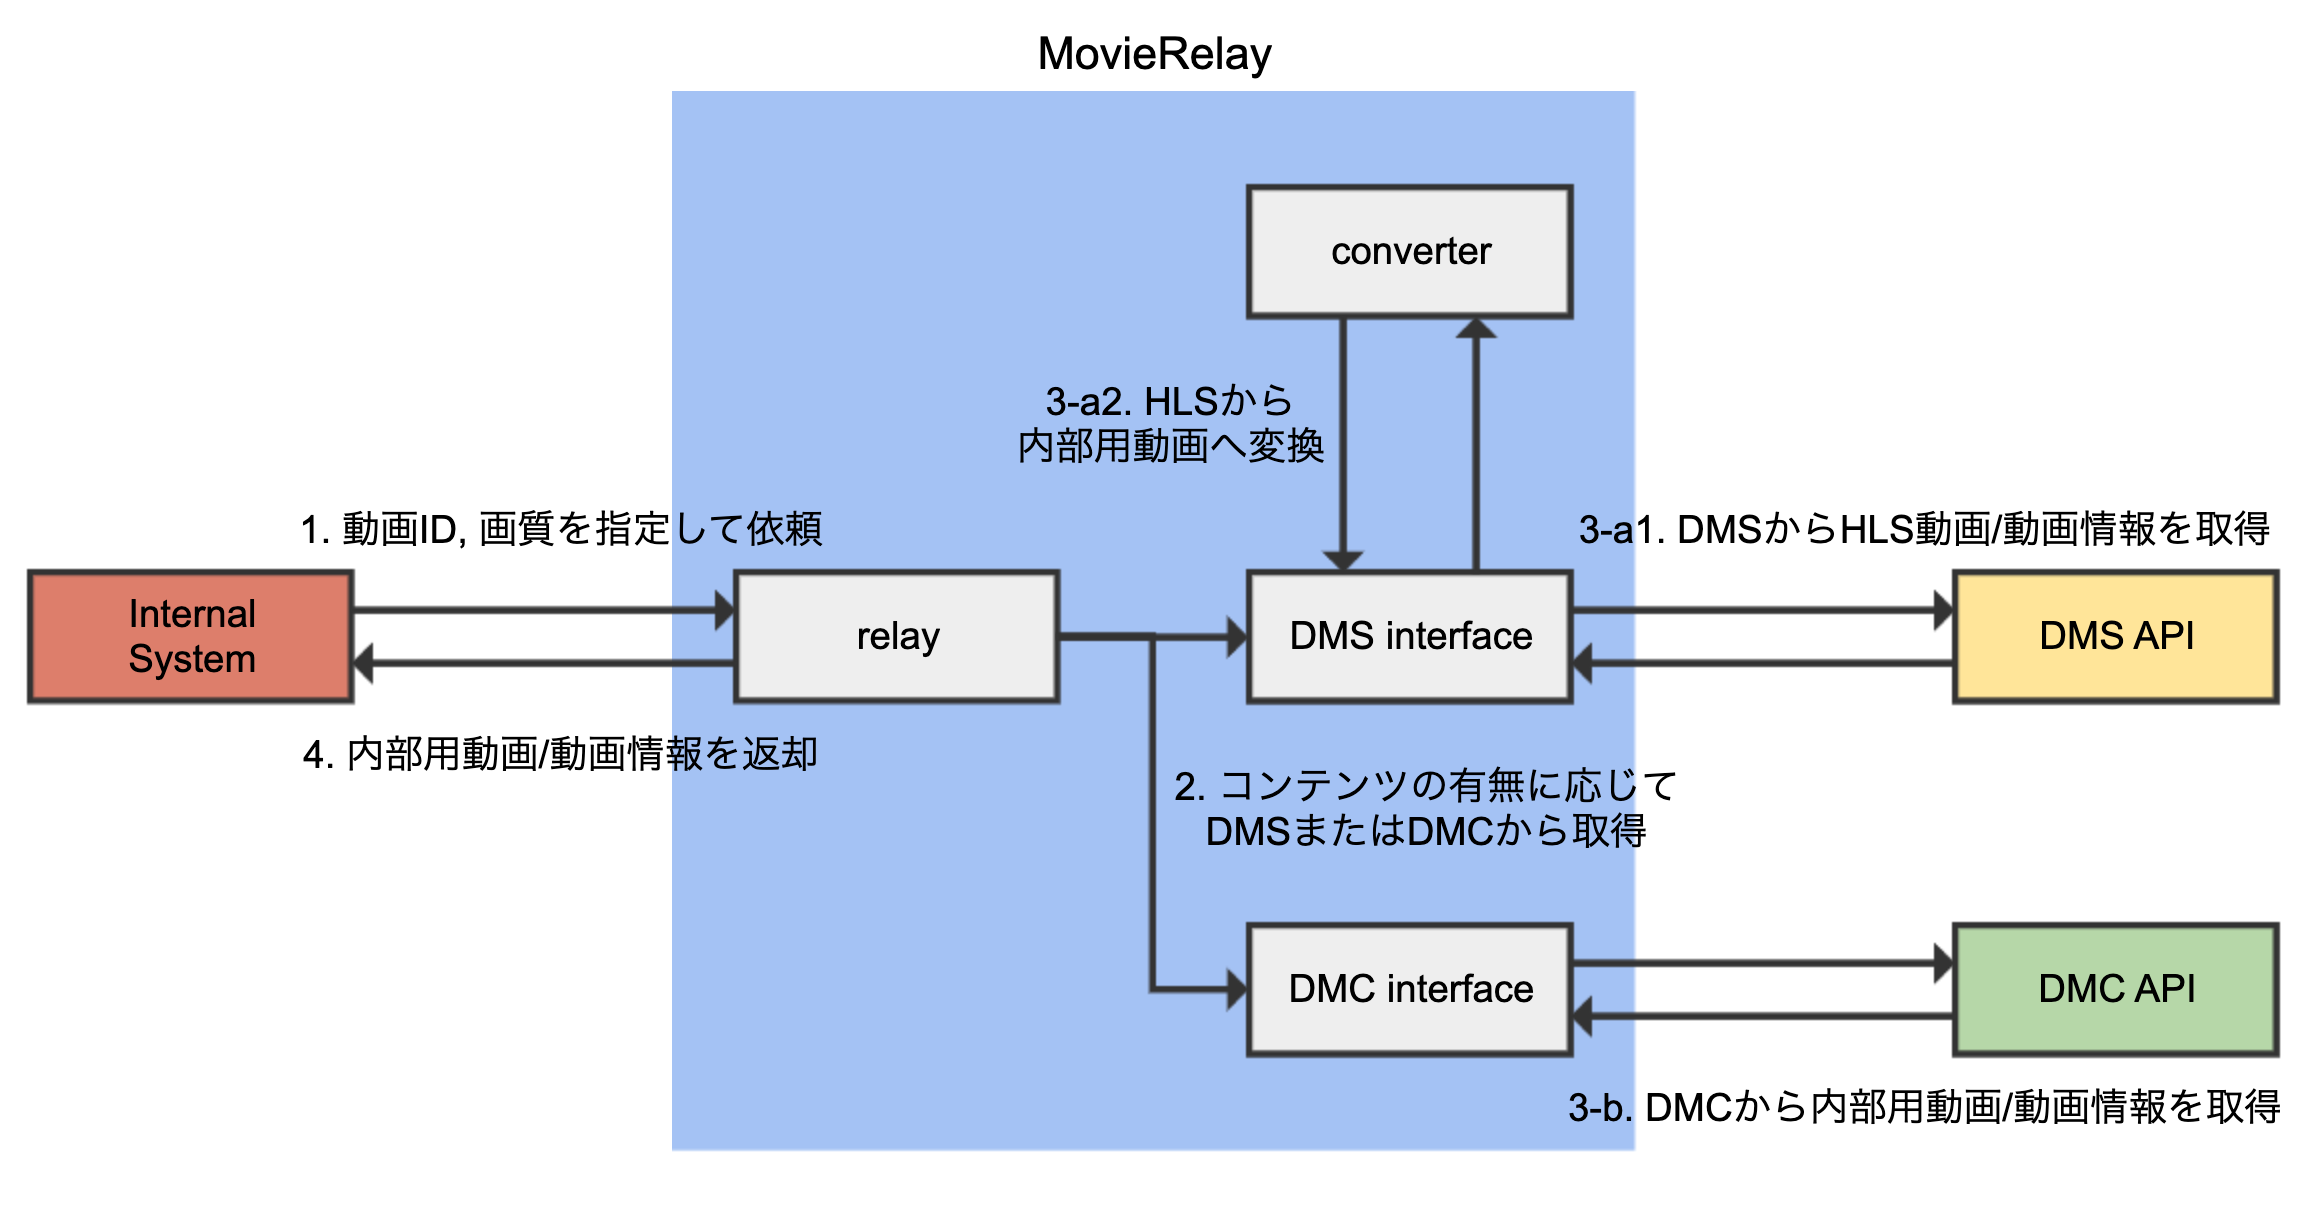 MovieRelay
converter
3-a2. HLSから
内部用動画へ変換
1. 動画ID, 画質を指定して依頼
3-a1. DMSからHLS動画/動画情報を取得
Internal
System
relay
DMS interface
DMS API
4. 内部用動画/動画情報を返却
2. コンテンツの有無に応じて
DMSまたはDMCから取得
DMC interface
DMC API
3-b. DMCから内部用動画/動画情報を取得